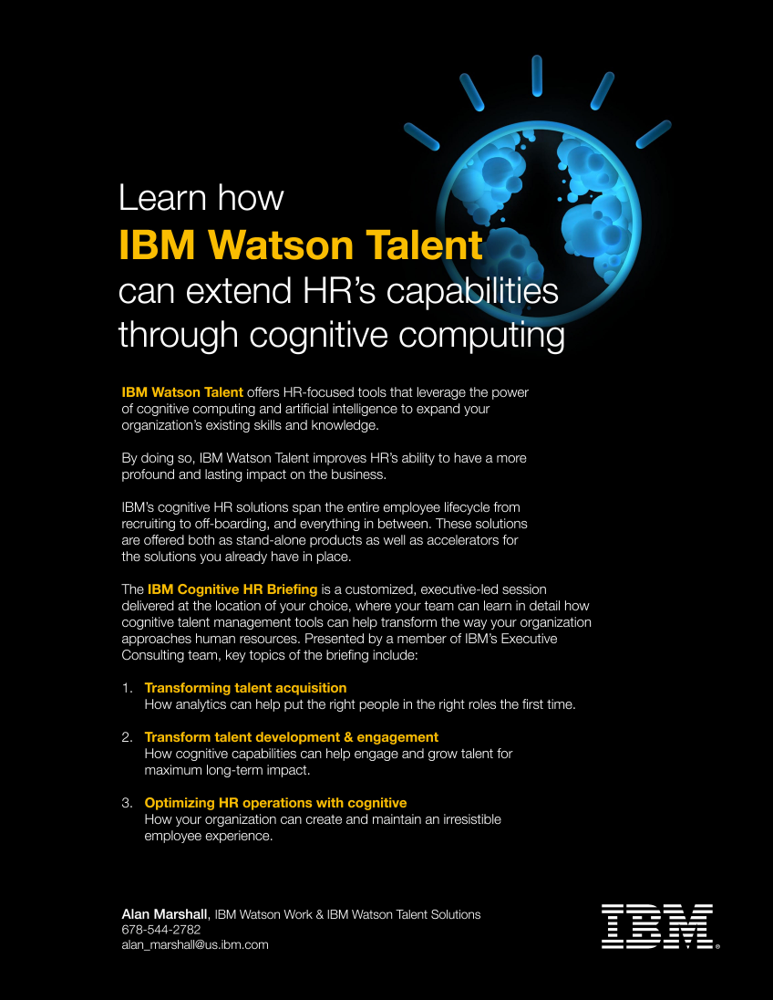 Learn how
IBM Watson Talent
can extend HR’s capabilities
through cognitive computing
IBM Watson Talent offers HR-focused tools that leverage the power
of cognitive computing and artificial intelligence to expand your
organization’s existing skills and knowledge.
By doing so, IBM Watson Talent improves HR’s ability to have a more
profound and lasting impact on the business.
IBM’s cognitive HR solutions span the entire employee lifecycle from
recruiting to off-boarding, and everything in between. These solutions
are offered both as stand-alone products as well as accelerators for
the solutions you already have in place.
The IBM Cognitive HR Briefing is a customized, executive-led session
delivered at the location of your choice, where your team can learn in detail how
cognitive talent management tools can help transform the way your organization
approaches human resources. Presented by a member of IBM’s Executive
Consulting team, key topics of the briefing include:
1. Transforming talent acquisition
How analytics can help put the right people in the right roles the first time.
2. Transform talent development & engagement
How cognitive capabilities can help engage and grow talent for
maximum long-term impact.
3. Optimizing HR operations with cognitive
How your organization can create and maintain an irresistible
employee experience.
Alan Marshall, IBM Watson Work & IBM Watson Talent Solutions
678-544-2782
alan_marshall@us.ibm.com
IBM®